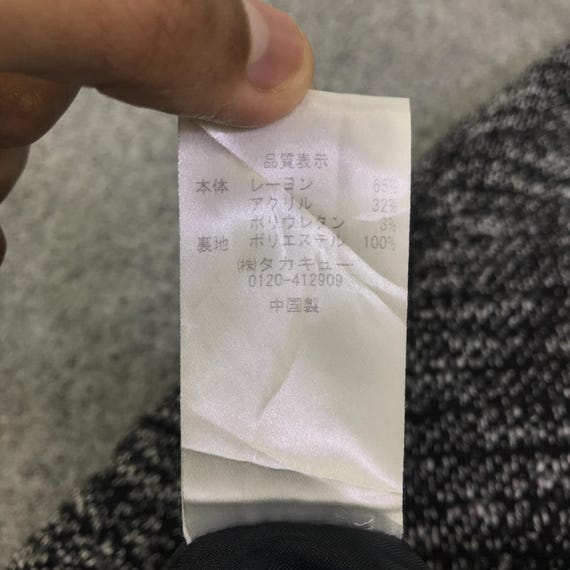 品質表示
本体 レーヨン 65%
アクリル 32%
ポリウレタン 3%
裏地 ポリエステル 100%
㈱タカキュー
0120-412909
中国製